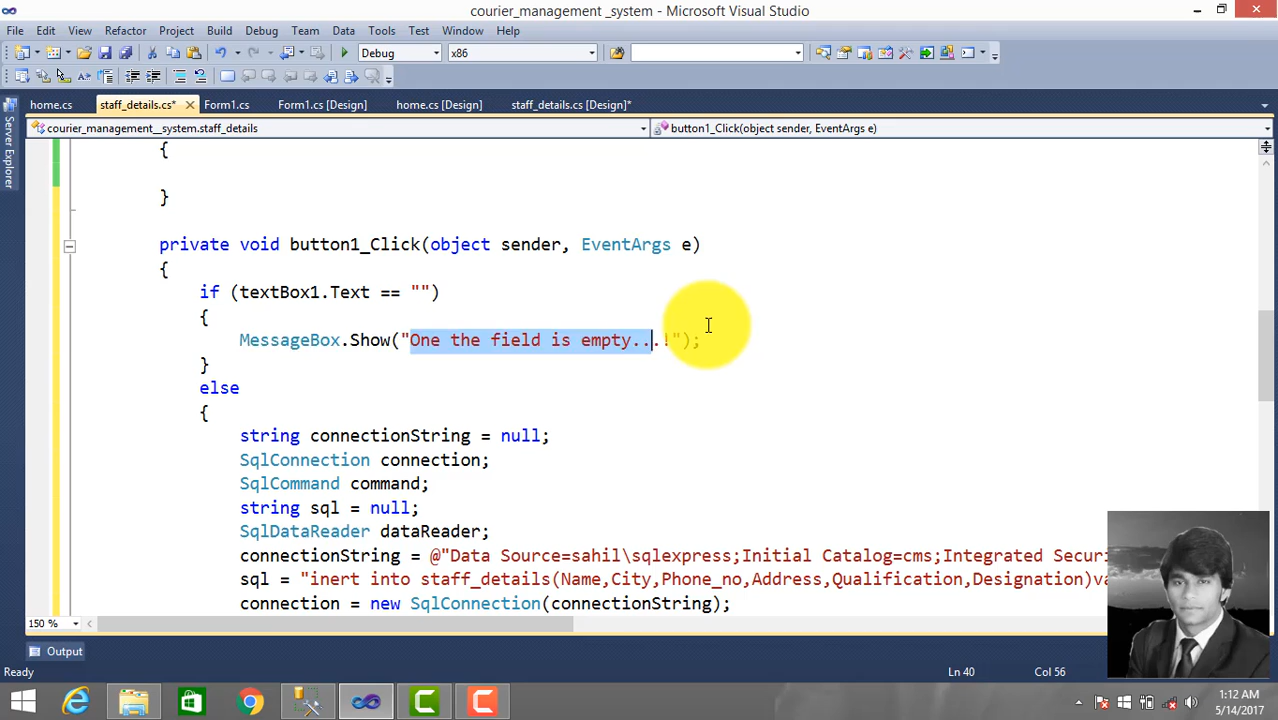 courier_management _system - Microsoft Visual Studio
File Edit View Refactor Project Build Debug Team Data Tools Test Window Help
Debug x86
home.cs staff_details.cs* Form1.cs Form1.cs [Design] home.cs [Design] staff_details.cs [Design]*
courier_management__system.staff_details button1_Click(object sender, EventArgs e)
Server Explorer
{
}
private void button1_Click(object sender, EventArgs e)
{
if (textBox1.Text == "")
{
MessageBox.Show("One the field is empty...!");
}
else
{
string connectionString = null;
SqlConnection connection;
SqlCommand command;
string sql = null;
SqlDataReader dataReader;
connectionString = @"Data Source=sahil\sqlexpress;Initial Catalog=cms;Integrated Securi
sql = "inert into staff_details(Name,City,Phone_no,Address,Qualification,Designation)va
connection = new SqlConnection(connectionString);
150 %
Output
Ready Ln 40 Col 56
1:12 AM
5/14/2017